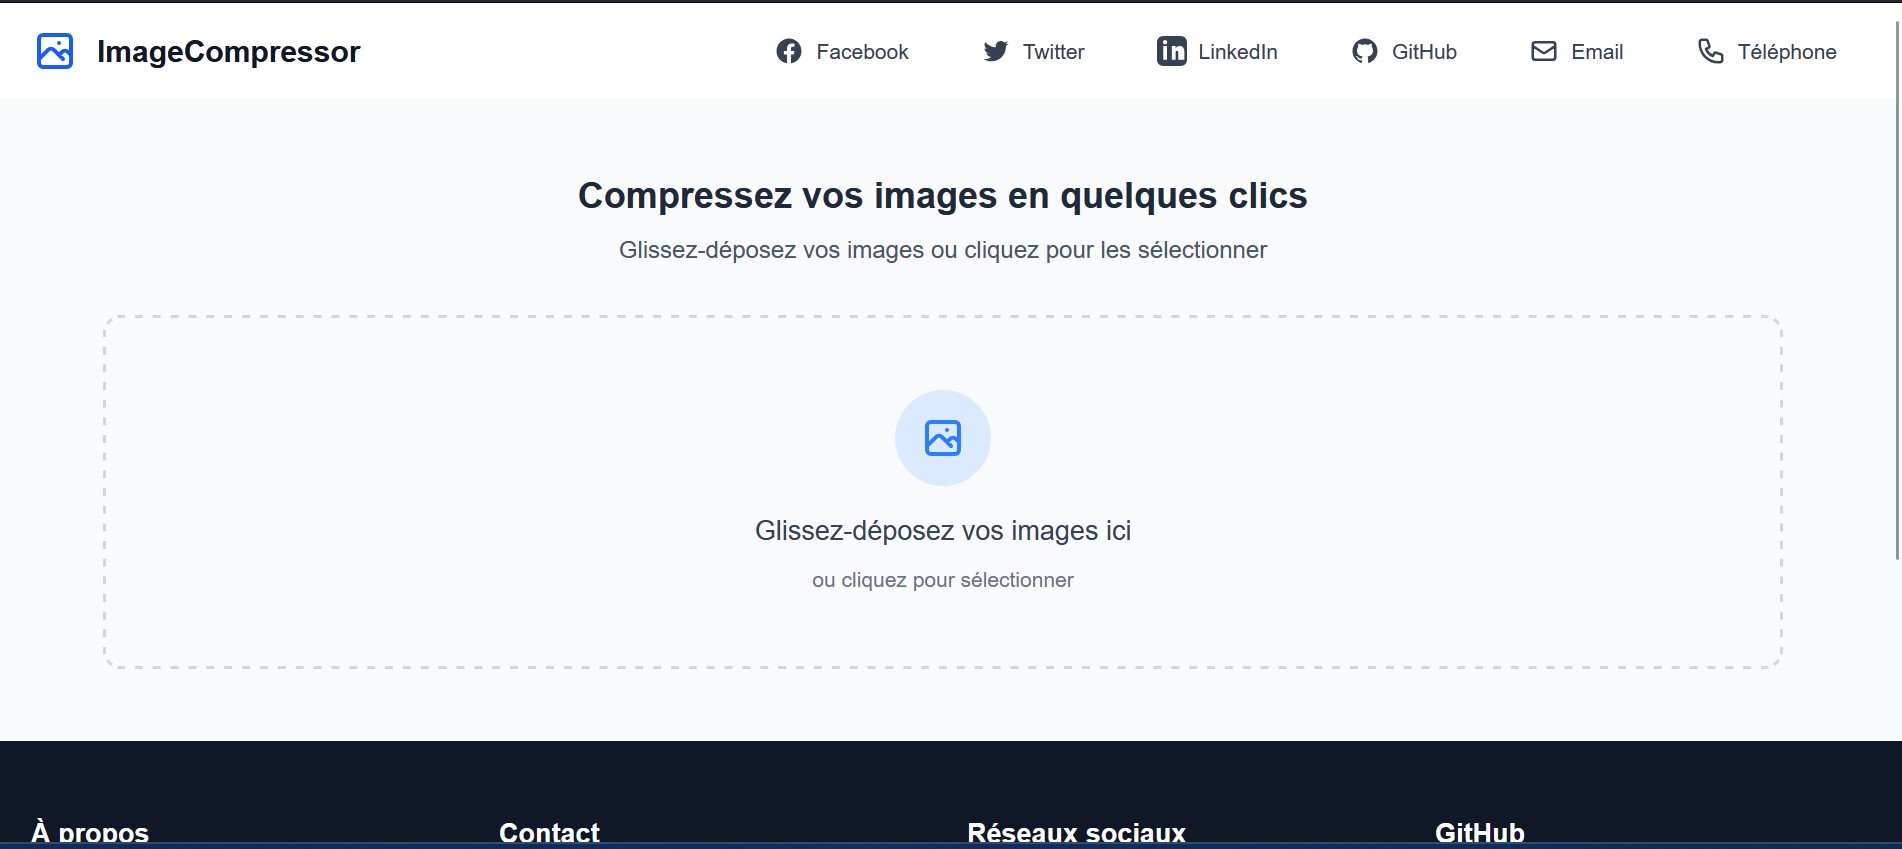 ImageCompressor
Facebook
Twitter
LinkedIn
GitHub
Email
Téléphone
Compressez vos images en quelques clics
Glissez-déposez vos images ou cliquez pour les sélectionner
Glissez-déposez vos images ici
ou cliquez pour sélectionner
À propos
Contact
Réseaux sociaux
GitHub